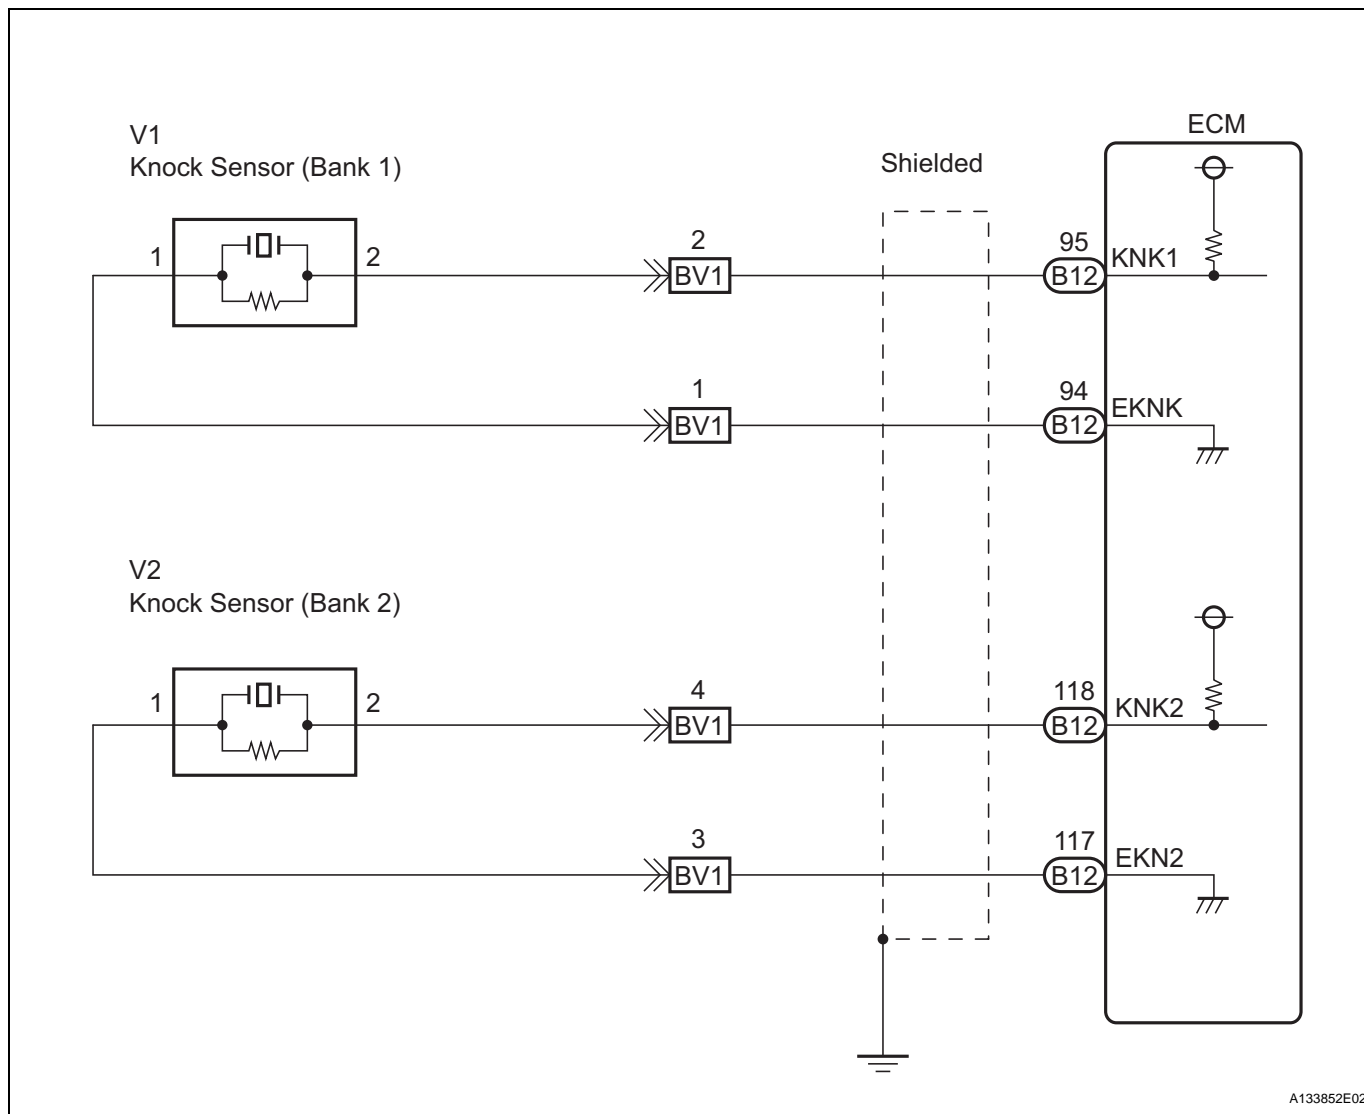 ECM
V1
Knock Sensor (Bank 1)
Shielded
1
2
2
BV1
95
B12
KNK1
1
BV1
94
B12
EKNK
V2
Knock Sensor (Bank 2)
1
2
4
BV1
118
B12
KNK2
3
BV1
117
B12
EKN2
A133852E02